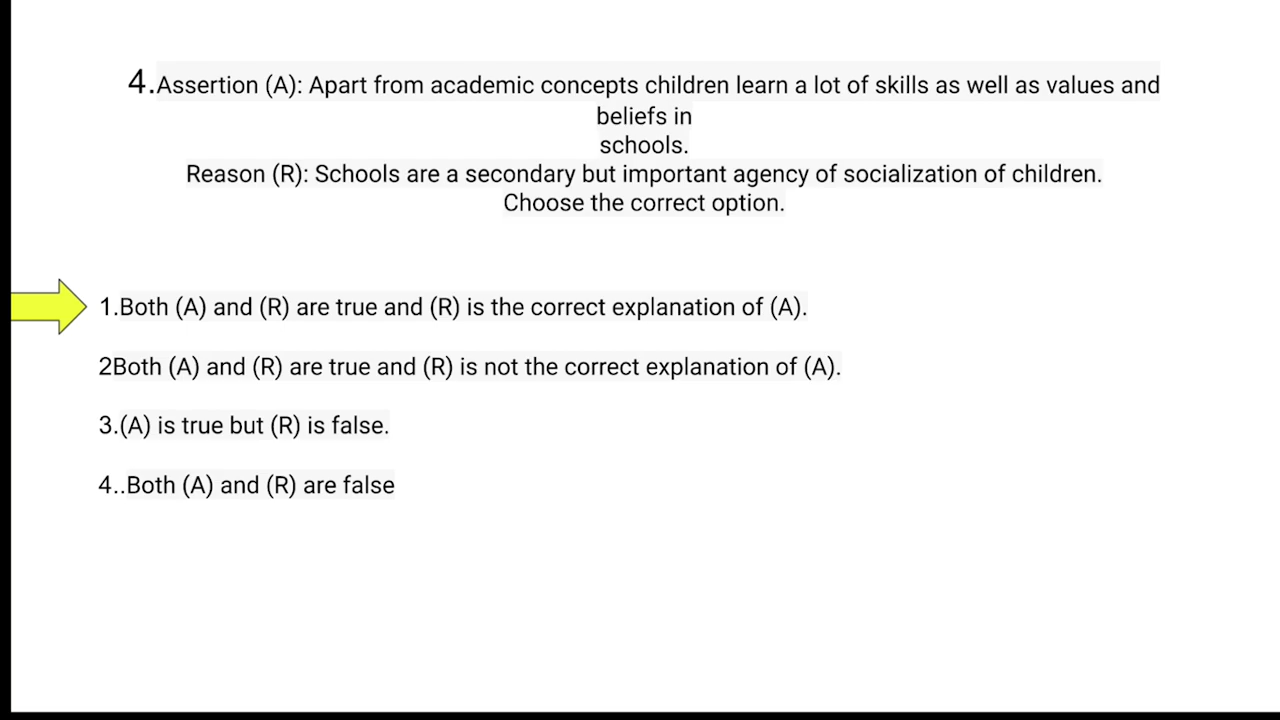 4.Assertion (A): Apart from academic concepts children learn a lot of skills as well as values and
beliefs in
schools.
Reason (R): Schools are a secondary but important agency of socialization of children.
Choose the correct option.
1.Both (A) and (R) are true and (R) is the correct explanation of (A).
2Both (A) and (R) are true and (R) is not the correct explanation of (A).
3.(A) is true but (R) is false.
4..Both (A) and (R) are false